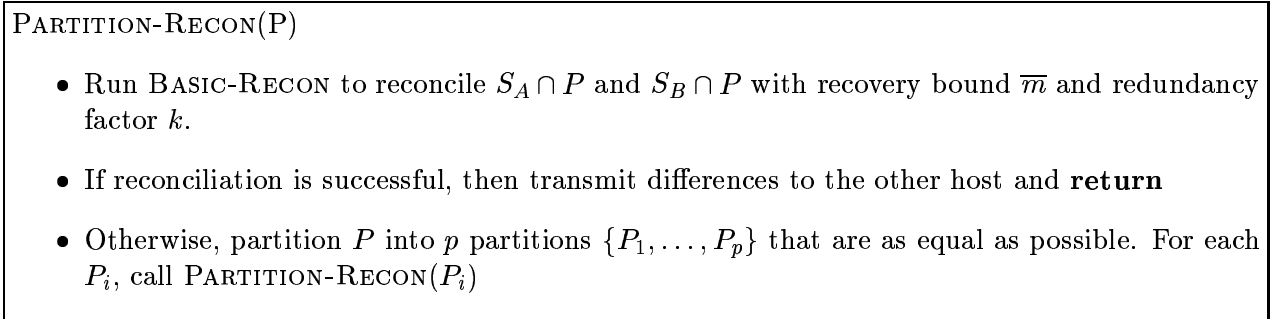 PARTITION-RECON(P)
• Run BASIC-RECON to reconcile S_A ∩ P and S_B ∩ P with recovery bound m̅ and redundancy
factor k.
• If reconciliation is successful, then transmit differences to the other host and return
• Otherwise, partition P into p partitions {P_1, . . . , P_p} that are as equal as possible. For each
P_i, call PARTITION-RECON(P_i)